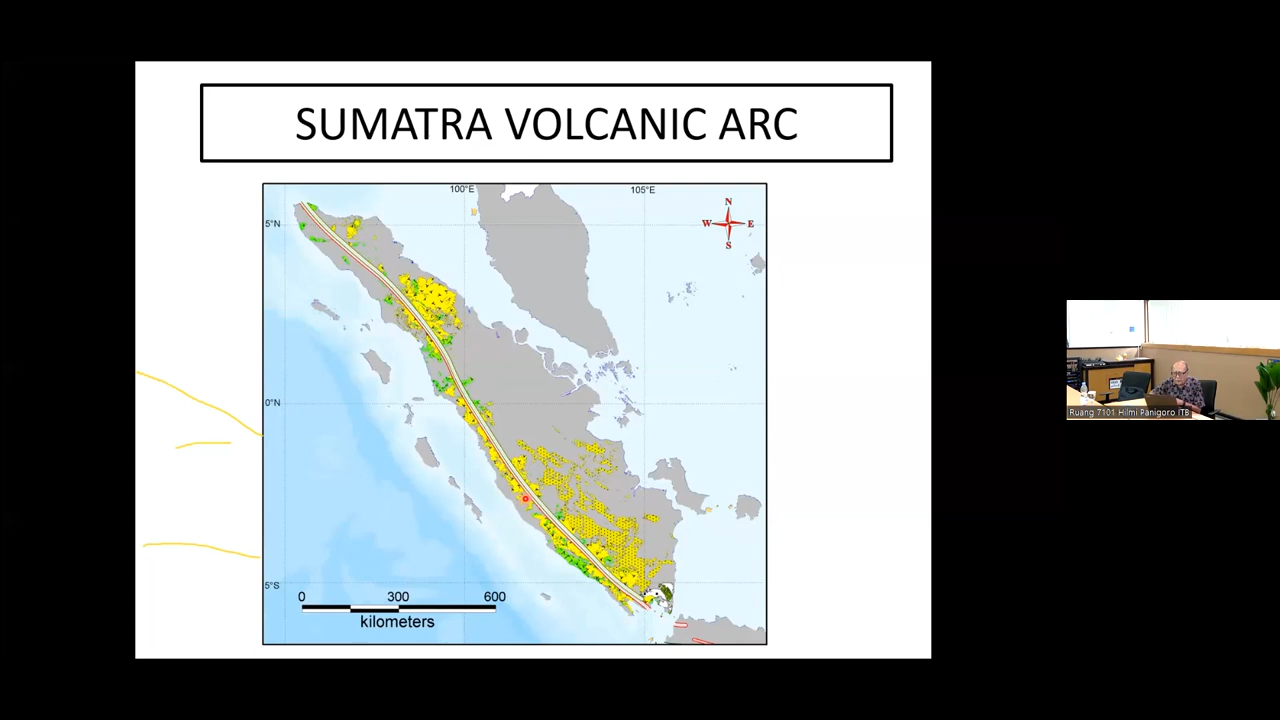 SUMATRA VOLCANIC ARC
100°E
105°E
N
W
E
S
5°N
0°N
5°S
0
300
600
kilometers
Ruang 7101 Hilmi Panigoro ITB